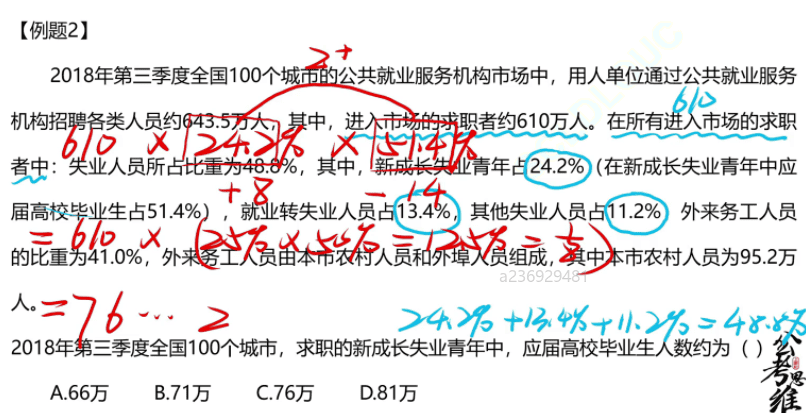 【例题2】
2018年第三季度全国100个城市的公共就业服务机构市场中，用人单位通过公共就业服务
机构招聘各类人员约643.5万人，其中，进入市场的求职者约610万人。在所有进入市场的求职
者中：失业人员所占比重为48.8%，其中，新成长失业青年占24.2%（在新成长失业青年中应
届高校毕业生占51.4%），就业转失业人员占13.4%，其他失业人员占11.2% 外来务工人员
的比重为41.0%，外来务工人员由本市农村人员和外埠人员组成，其中本市农村人员为95.2万
人。
2018年第三季度全国100个城市，求职的新成长失业青年中，应届高校毕业生人数约为（ ）
A.66万 B.71万 C.76万 D.81万
2+
610
610 × 24.2% × 51.4%
+8 -14
=610 × (25%×50%=12.5%=
=76…2
24.2%+13.4%+11.2%=48.8%
a236929481
公考思维